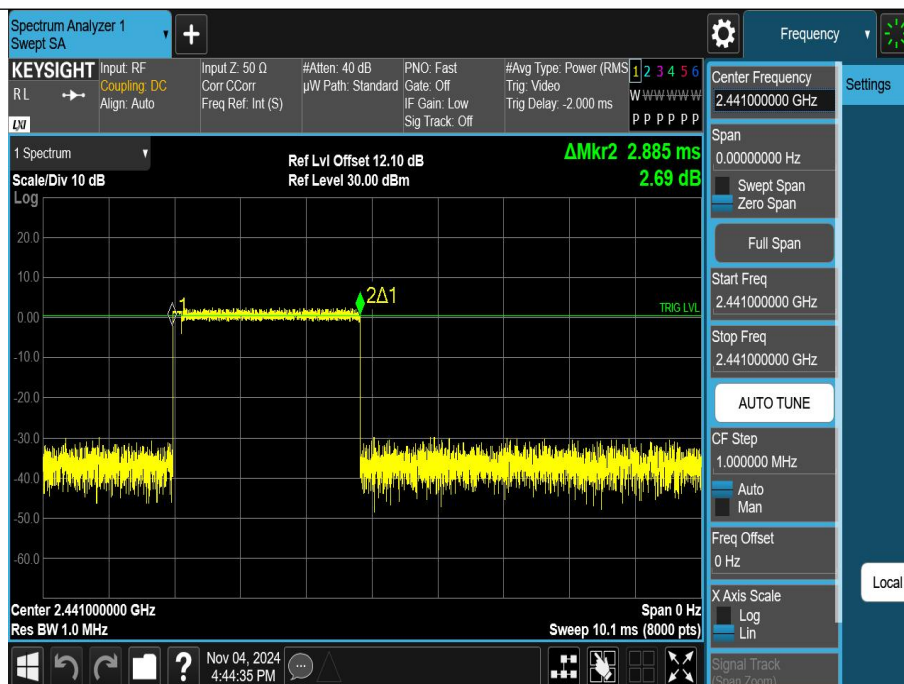 Spectrum Analyzer 1
Swept SA
+
Frequency
KEYSIGHT
RL
LXI
Input: RF
Coupling: DC
Align: Auto
Input Z: 50 Ω
Corr CCorr
Freq Ref: Int (S)
#Atten: 40 dB
µW Path: Standard
PNO: Fast
Gate: Off
IF Gain: Low
Sig Track: Off
#Avg Type: Power (RMS
Trig: Video
Trig Delay: -2.000 ms
1 2 3 4 5 6
W W W W W W
P P P P P P
1 Spectrum
Scale/Div 10 dB
Log
Ref Lvl Offset 12.10 dB
Ref Level 30.00 dBm
ΔMkr2 2.885 ms
2.69 dB
20.0
10.0
0.00
-10.0
-20.0
-30.0
-40.0
-50.0
-60.0
1
2Δ1
TRIG LVL
Center 2.441000000 GHz
Res BW 1.0 MHz
Span 0 Hz
Sweep 10.1 ms (8000 pts)
Center Frequency
2.441000000 GHz
Settings
Span
0.00000000 Hz
Swept Span
Zero Span
Full Span
Start Freq
2.441000000 GHz
Stop Freq
2.441000000 GHz
AUTO TUNE
CF Step
1.000000 MHz
Auto
Man
Freq Offset
0 Hz
X Axis Scale
Log
Lin
Signal Track
(Span Zoom)
Local
?
Nov 04, 2024
4:44:35 PM